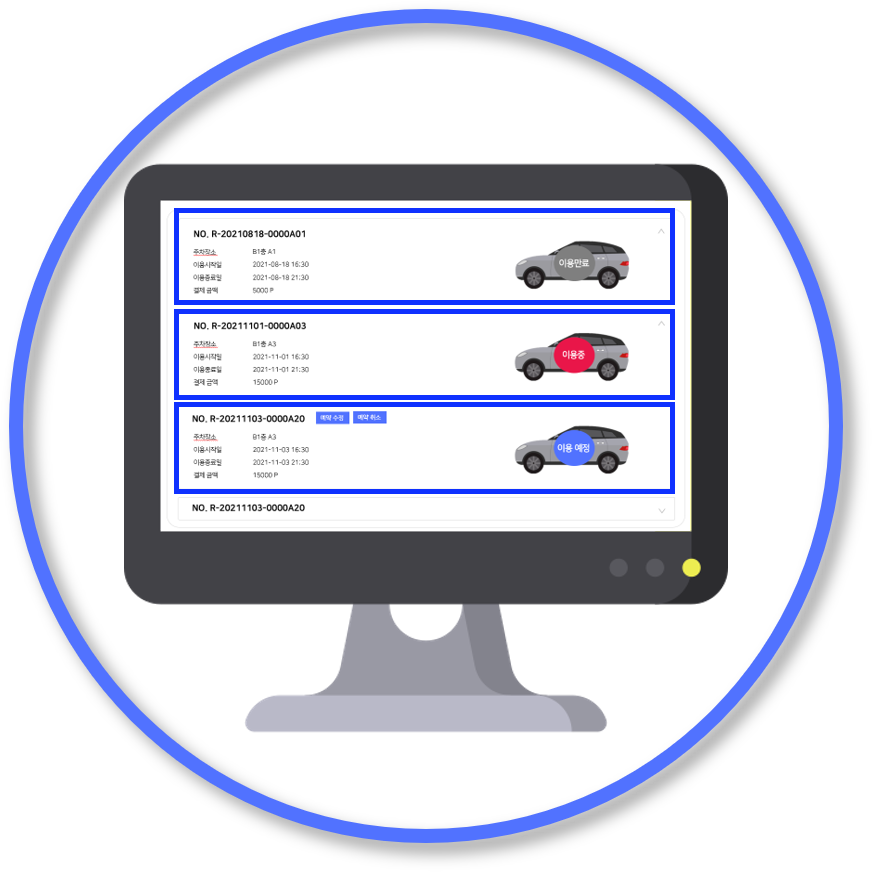 NO. R-20210818-0000A01
주차장소 B1층 A1
이용시작일 2021-08-18 16:30
이용종료일 2021-08-18 21:30
결제 금액 5000 P
이용만료
NO. R-20211101-0000A03
주차장소 B1층 A3
이용시작일 2021-11-01 16:30
이용종료일 2021-11-01 21:30
결제 금액 15000 P
이용중
NO. R-20211103-0000A20 예약 수정 예약 취소
주차장소 B1층 A3
이용시작일 2021-11-03 16:30
이용종료일 2021-11-03 21:30
결제 금액 15000 P
이용 예정
NO. R-20211103-0000A20